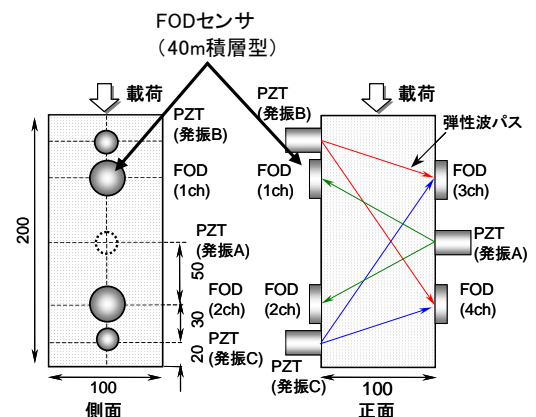 FODセンサ
（40m積層型）
載荷
PZT
(発振B)
FOD
(1ch)
PZT
(発振A)
FOD
(2ch)
PZT
(発振C)
200
50
30
20
100
側面
PZT
(発振B)
載荷
弾性波パス
FOD
(1ch)
FOD
(3ch)
PZT
(発振A)
FOD
(2ch)
FOD
(4ch)
PZT
(発振C)
100
正面